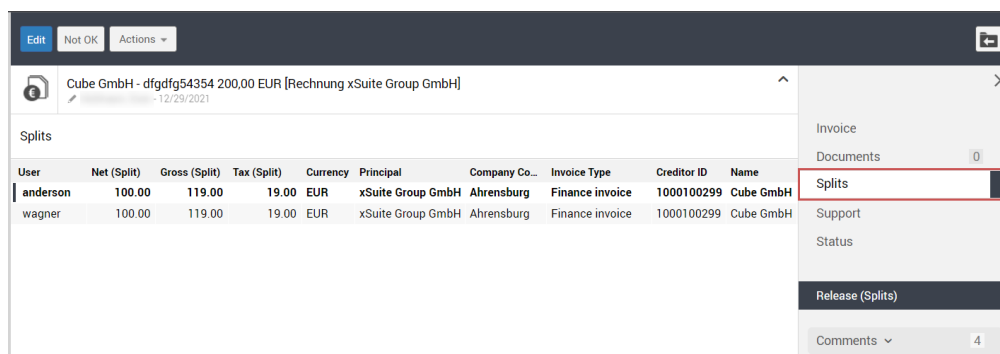 Edit Not OK Actions
Cube GmbH - dfgdfg54354 200,00 EUR [Rechnung xSuite Group GmbH]
- 12/29/2021
Splits
User Net (Split) Gross (Split) Tax (Split) Currency Principal Company Co... Invoice Type Creditor ID Name
anderson 100.00 119.00 19.00 EUR xSuite Group GmbH Ahrensburg Finance invoice 1000100299 Cube GmbH
wagner 100.00 119.00 19.00 EUR xSuite Group GmbH Ahrensburg Finance invoice 1000100299 Cube GmbH
Invoice
Documents 0
Splits
Support
Status
Release (Splits)
Comments 4